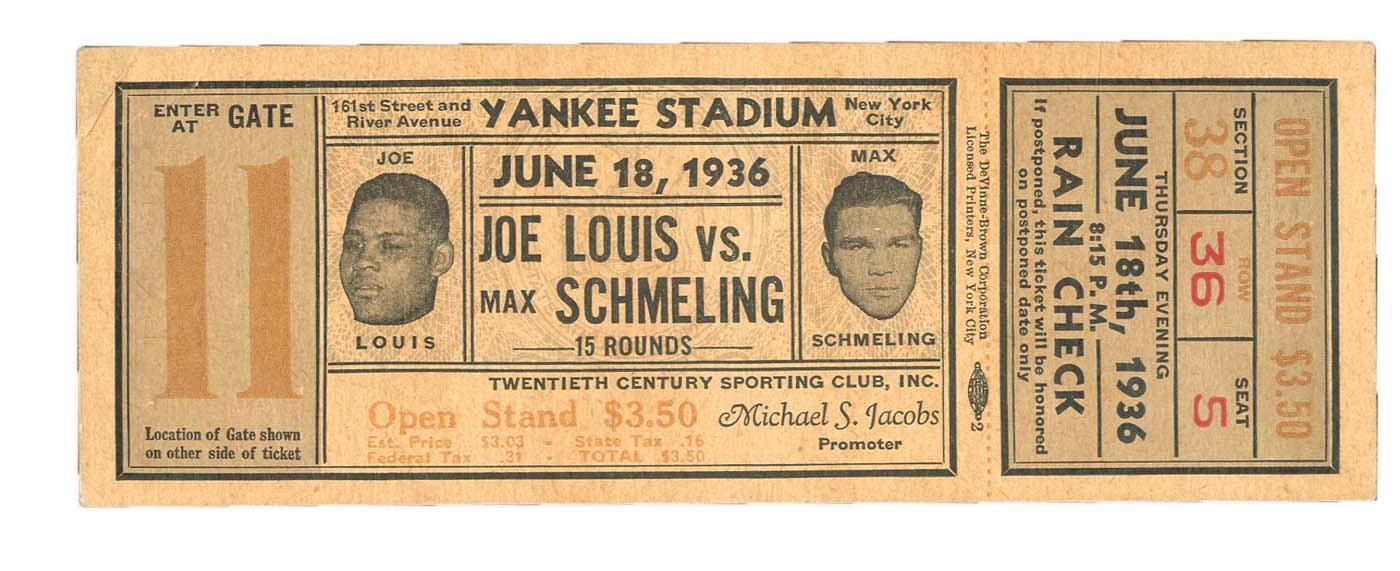 ENTER AT GATE
11
Location of Gate shown
on other side of ticket
161st Street and
River Avenue
YANKEE STADIUM
New York
City
JOE
LOUIS
JUNE 18, 1936
JOE LOUIS VS.
MAX SCHMELING
15 ROUNDS
MAX
SCHMELING
TWENTIETH CENTURY SPORTING CLUB, INC.
Open Stand $3.50
Est. Price $3.03 - State Tax .16
Federal Tax .31 - TOTAL $3.50
Michael S. Jacobs
Promoter
The DeVinne-Brown Corporation
Licensed Printers, New York City
2
OPEN STAND $3.50
SECTION 38
ROW 36
SEAT 5
THURSDAY EVENING
JUNE 18th, 1936
8:15 P.M.
RAIN CHECK
If postponed, this ticket will be honored
on postponed date only